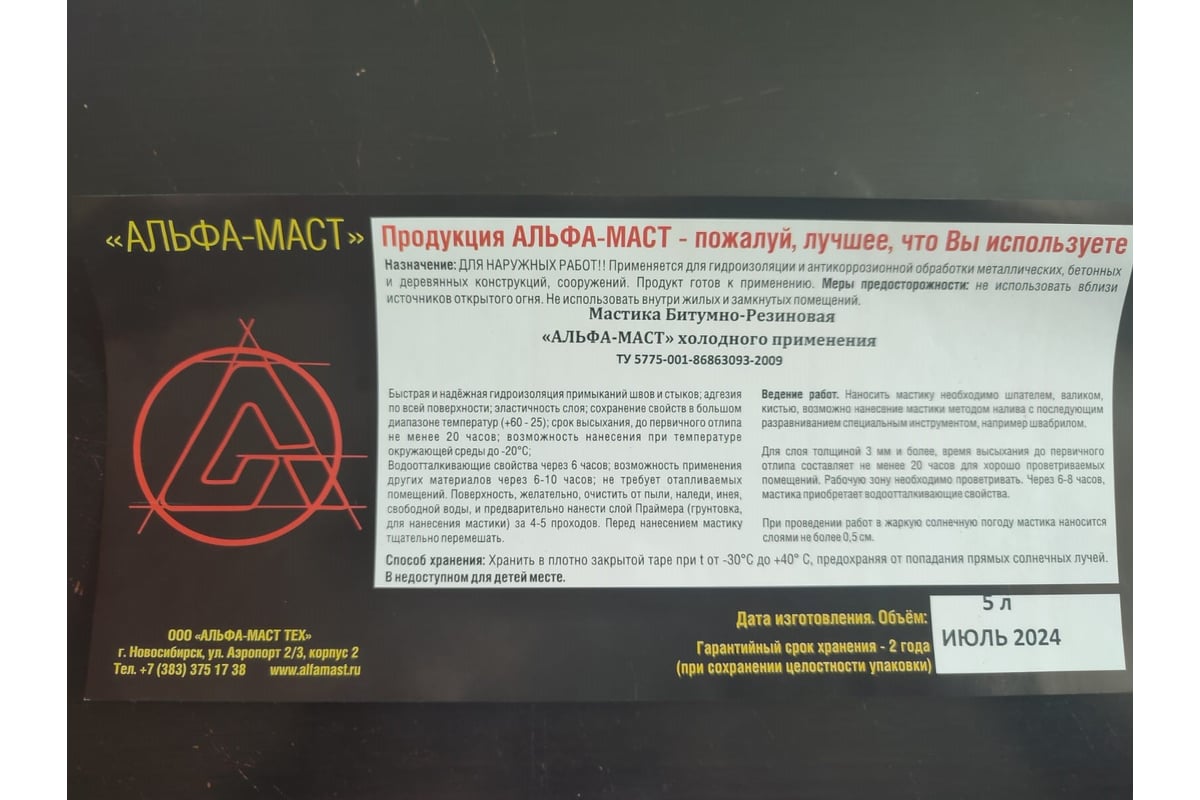 «АЛЬФА-МАСТ»
Продукция АЛЬФА-МАСТ - пожалуй, лучшее, что Вы используете
Назначение: ДЛЯ НАРУЖНЫХ РАБОТ!! Применяется для гидроизоляции и антикоррозионной обработки металлических, бетонных
и деревянных конструкций, сооружений. Продукт готов к применению. Меры предосторожности: не использовать вблизи
источников открытого огня. Не использовать внутри жилых и замкнутых помещений.
Мастика Битумно-Резиновая
«АЛЬФА-МАСТ» холодного применения
ТУ 5775-001-86863093-2009
Быстрая и надёжная гидроизоляция примыканий швов и стыков; адгезия
по всей поверхности; эластичность слоя; сохранение свойств в большом
диапазоне температур (+60 - 25); срок высыхания, до первичного отлипа
не менее 20 часов; возможность нанесения при температуре
окружающей среды до -20°С;
Водоотталкивающие свойства через 6 часов; возможность применения
других материалов через 6-10 часов; не требует отапливаемых
помещений. Поверхность, желательно, очистить от пыли, наледи, инея,
свободной воды, и предварительно нанести слой Праймера (грунтовка,
для нанесения мастики) за 4-5 проходов. Перед нанесением мастику
тщательно перемешать.
Ведение работ. Наносить мастику необходимо шпателем, валиком,
кистью, возможно нанесение мастики методом налива с последующим
разравниванием специальным инструментом, например швабрилом.
Для слоя толщиной 3 мм и более, время высыхания до первичного
отлипа составляет не менее 20 часов для хорошо проветриваемых
помещений. Рабочую зону необходимо проветривать. Через 6-8 часов,
мастика приобретает водоотталкивающие свойства.
При проведении работ в жаркую солнечную погоду мастика наносится
слоями не более 0,5 см.
Способ хранения: Хранить в плотно закрытой таре при t от -30°С до +40° С, предохраняя от попадания прямых солнечных лучей.
В недоступном для детей месте.
ООО «АЛЬФА-МАСТ ТЕХ»
г. Новосибирск, ул. Аэропорт 2/3, корпус 2
Тел. +7 (383) 375 17 38 www.alfamast.ru
Дата изготовления. Объём:
Гарантийный срок хранения - 2 года
(при сохранении целостности упаковки)
5 л
ИЮЛЬ 2024